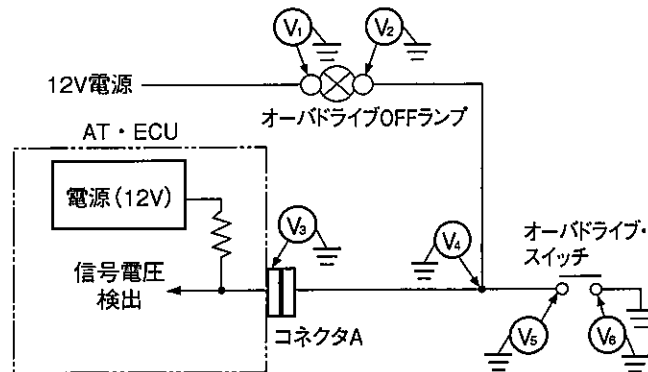 V₁
V₂
12V電源
オーバドライブOFFランプ
AT・ECU
電源(12V)
V₃
V₄
オーバドライブ・
スイッチ
信号電圧
検出
コネクタA
V₅
V₆